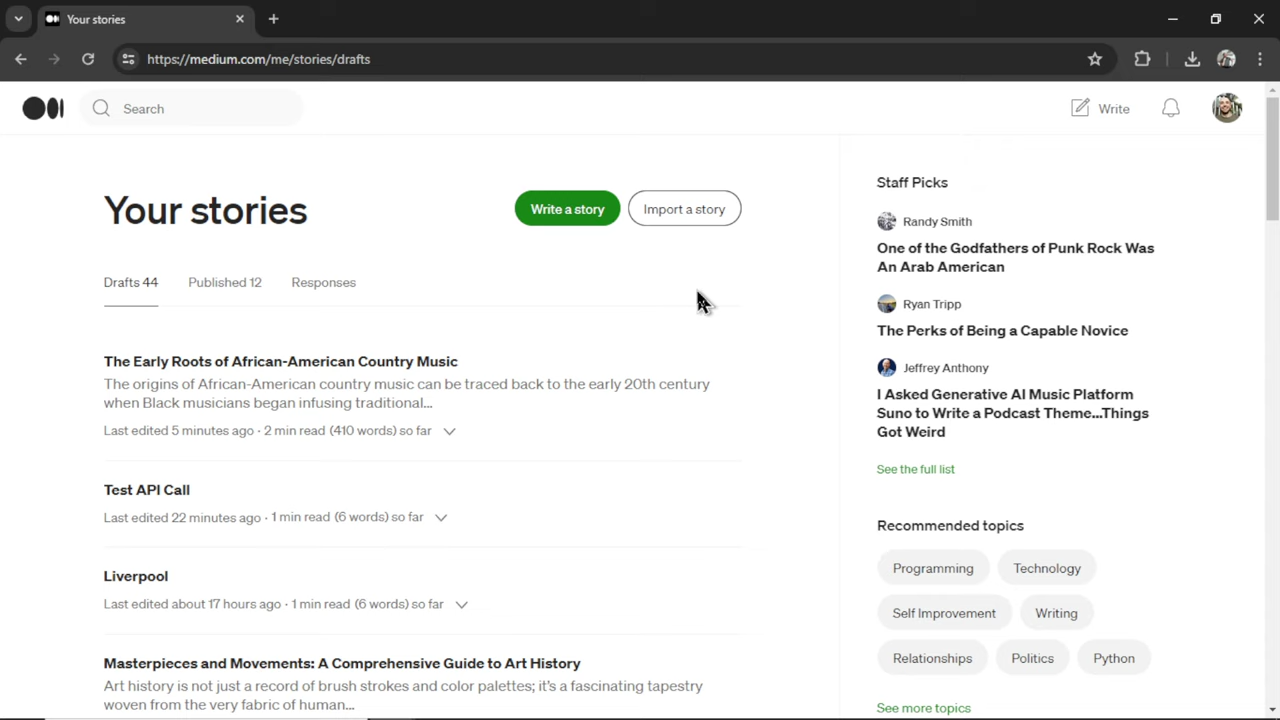 Your stories
https://medium.com/me/stories/drafts
Search
Write
Your stories
Write a story
Import a story
Drafts 44
Published 12
Responses
The Early Roots of African-American Country Music
The origins of African-American country music can be traced back to the early 20th century
when Black musicians began infusing traditional...
Last edited 5 minutes ago · 2 min read (410 words) so far
Test API Call
Last edited 22 minutes ago · 1 min read (6 words) so far
Liverpool
Last edited about 17 hours ago · 1 min read (6 words) so far
Masterpieces and Movements: A Comprehensive Guide to Art History
Art history is not just a record of brush strokes and color palettes; it's a fascinating tapestry
woven from the very fabric of human...
Staff Picks
Randy Smith
One of the Godfathers of Punk Rock Was
An Arab American
Ryan Tripp
The Perks of Being a Capable Novice
Jeffrey Anthony
I Asked Generative AI Music Platform
Suno to Write a Podcast Theme...Things
Got Weird
See the full list
Recommended topics
Programming
Technology
Self Improvement
Writing
Relationships
Politics
Python
See more topics